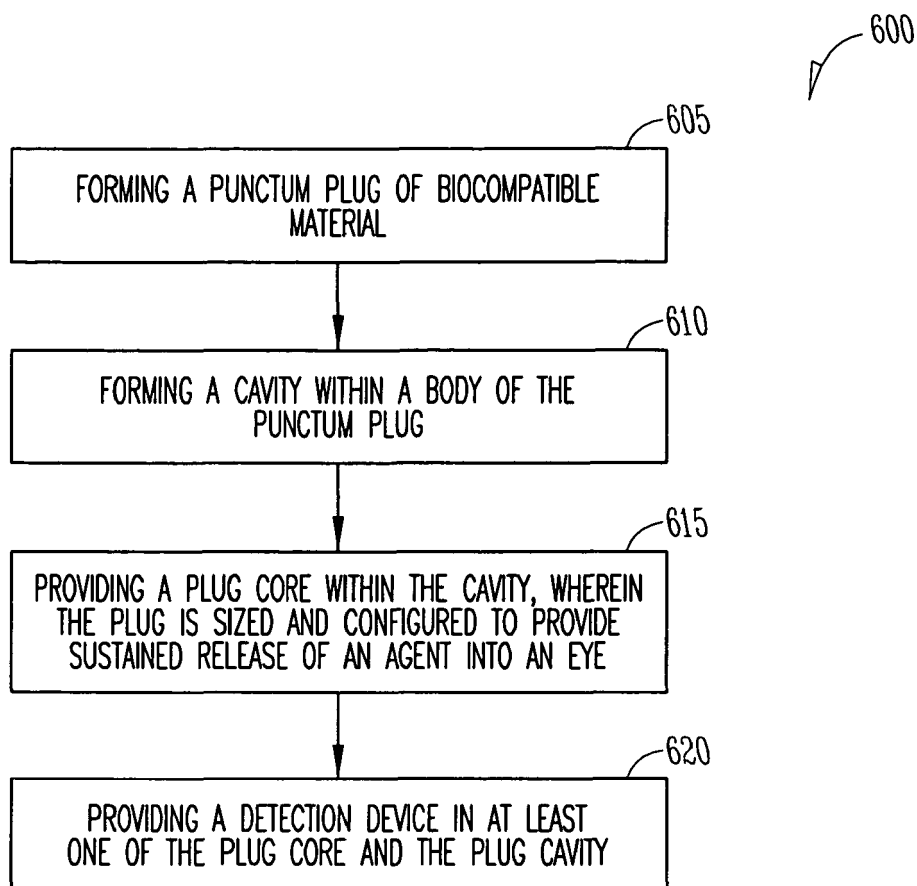 600
605
FORMING A PUNCTUM PLUG OF BIOCOMPATIBLE
MATERIAL
610
FORMING A CAVITY WITHIN A BODY OF THE
PUNCTUM PLUG
615
PROVIDING A PLUG CORE WITHIN THE CAVITY, WHEREIN
THE PLUG IS SIZED AND CONFIGURED TO PROVIDE
SUSTAINED RELEASE OF AN AGENT INTO AN EYE
620
PROVIDING A DETECTION DEVICE IN AT LEAST
ONE OF THE PLUG CORE AND THE PLUG CAVITY